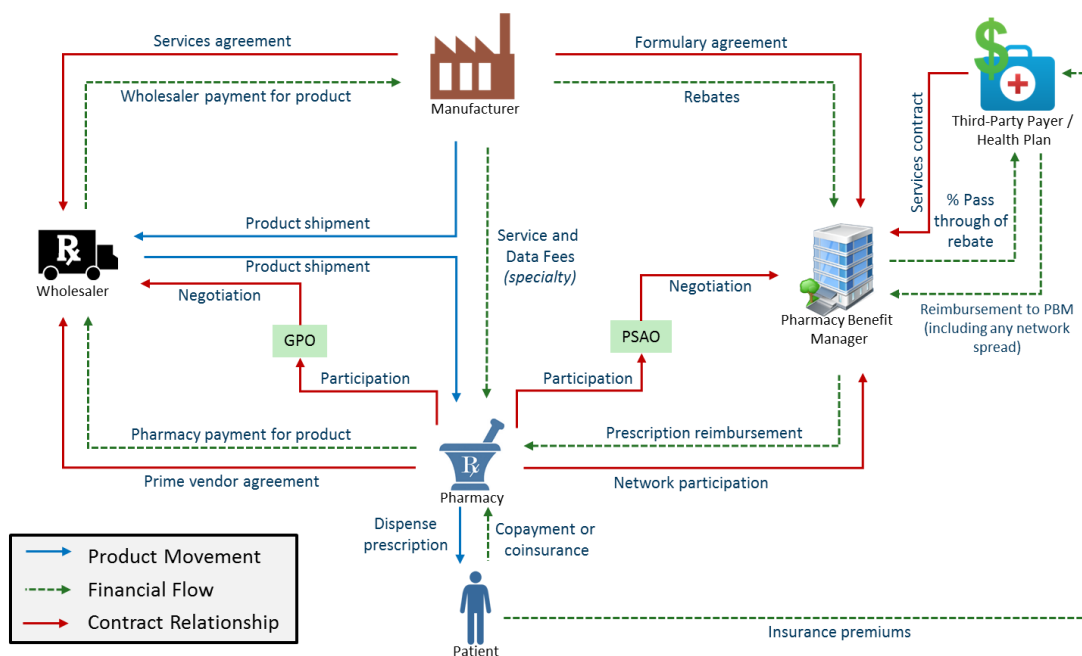 Services agreement
Formulary agreement
Wholesaler payment for product
Manufacturer
Rebates
Third-Party Payer /
Health Plan
Services contract
% Pass
through of
rebate
Product shipment
Rx
Wholesaler
Product shipment
Service and
Data Fees
(specialty)
Negotiation
Negotiation
Reimbursement to PBM
(including any network
spread)
Pharmacy Benefit
Manager
GPO
PSAO
Participation
Participation
Pharmacy payment for product
Prescription reimbursement
Rx
Prime vendor agreement
Network participation
Pharmacy
Dispense
prescription
Copayment or
coinsurance
Product Movement
Financial Flow
Contract Relationship
Insurance premiums
Patient